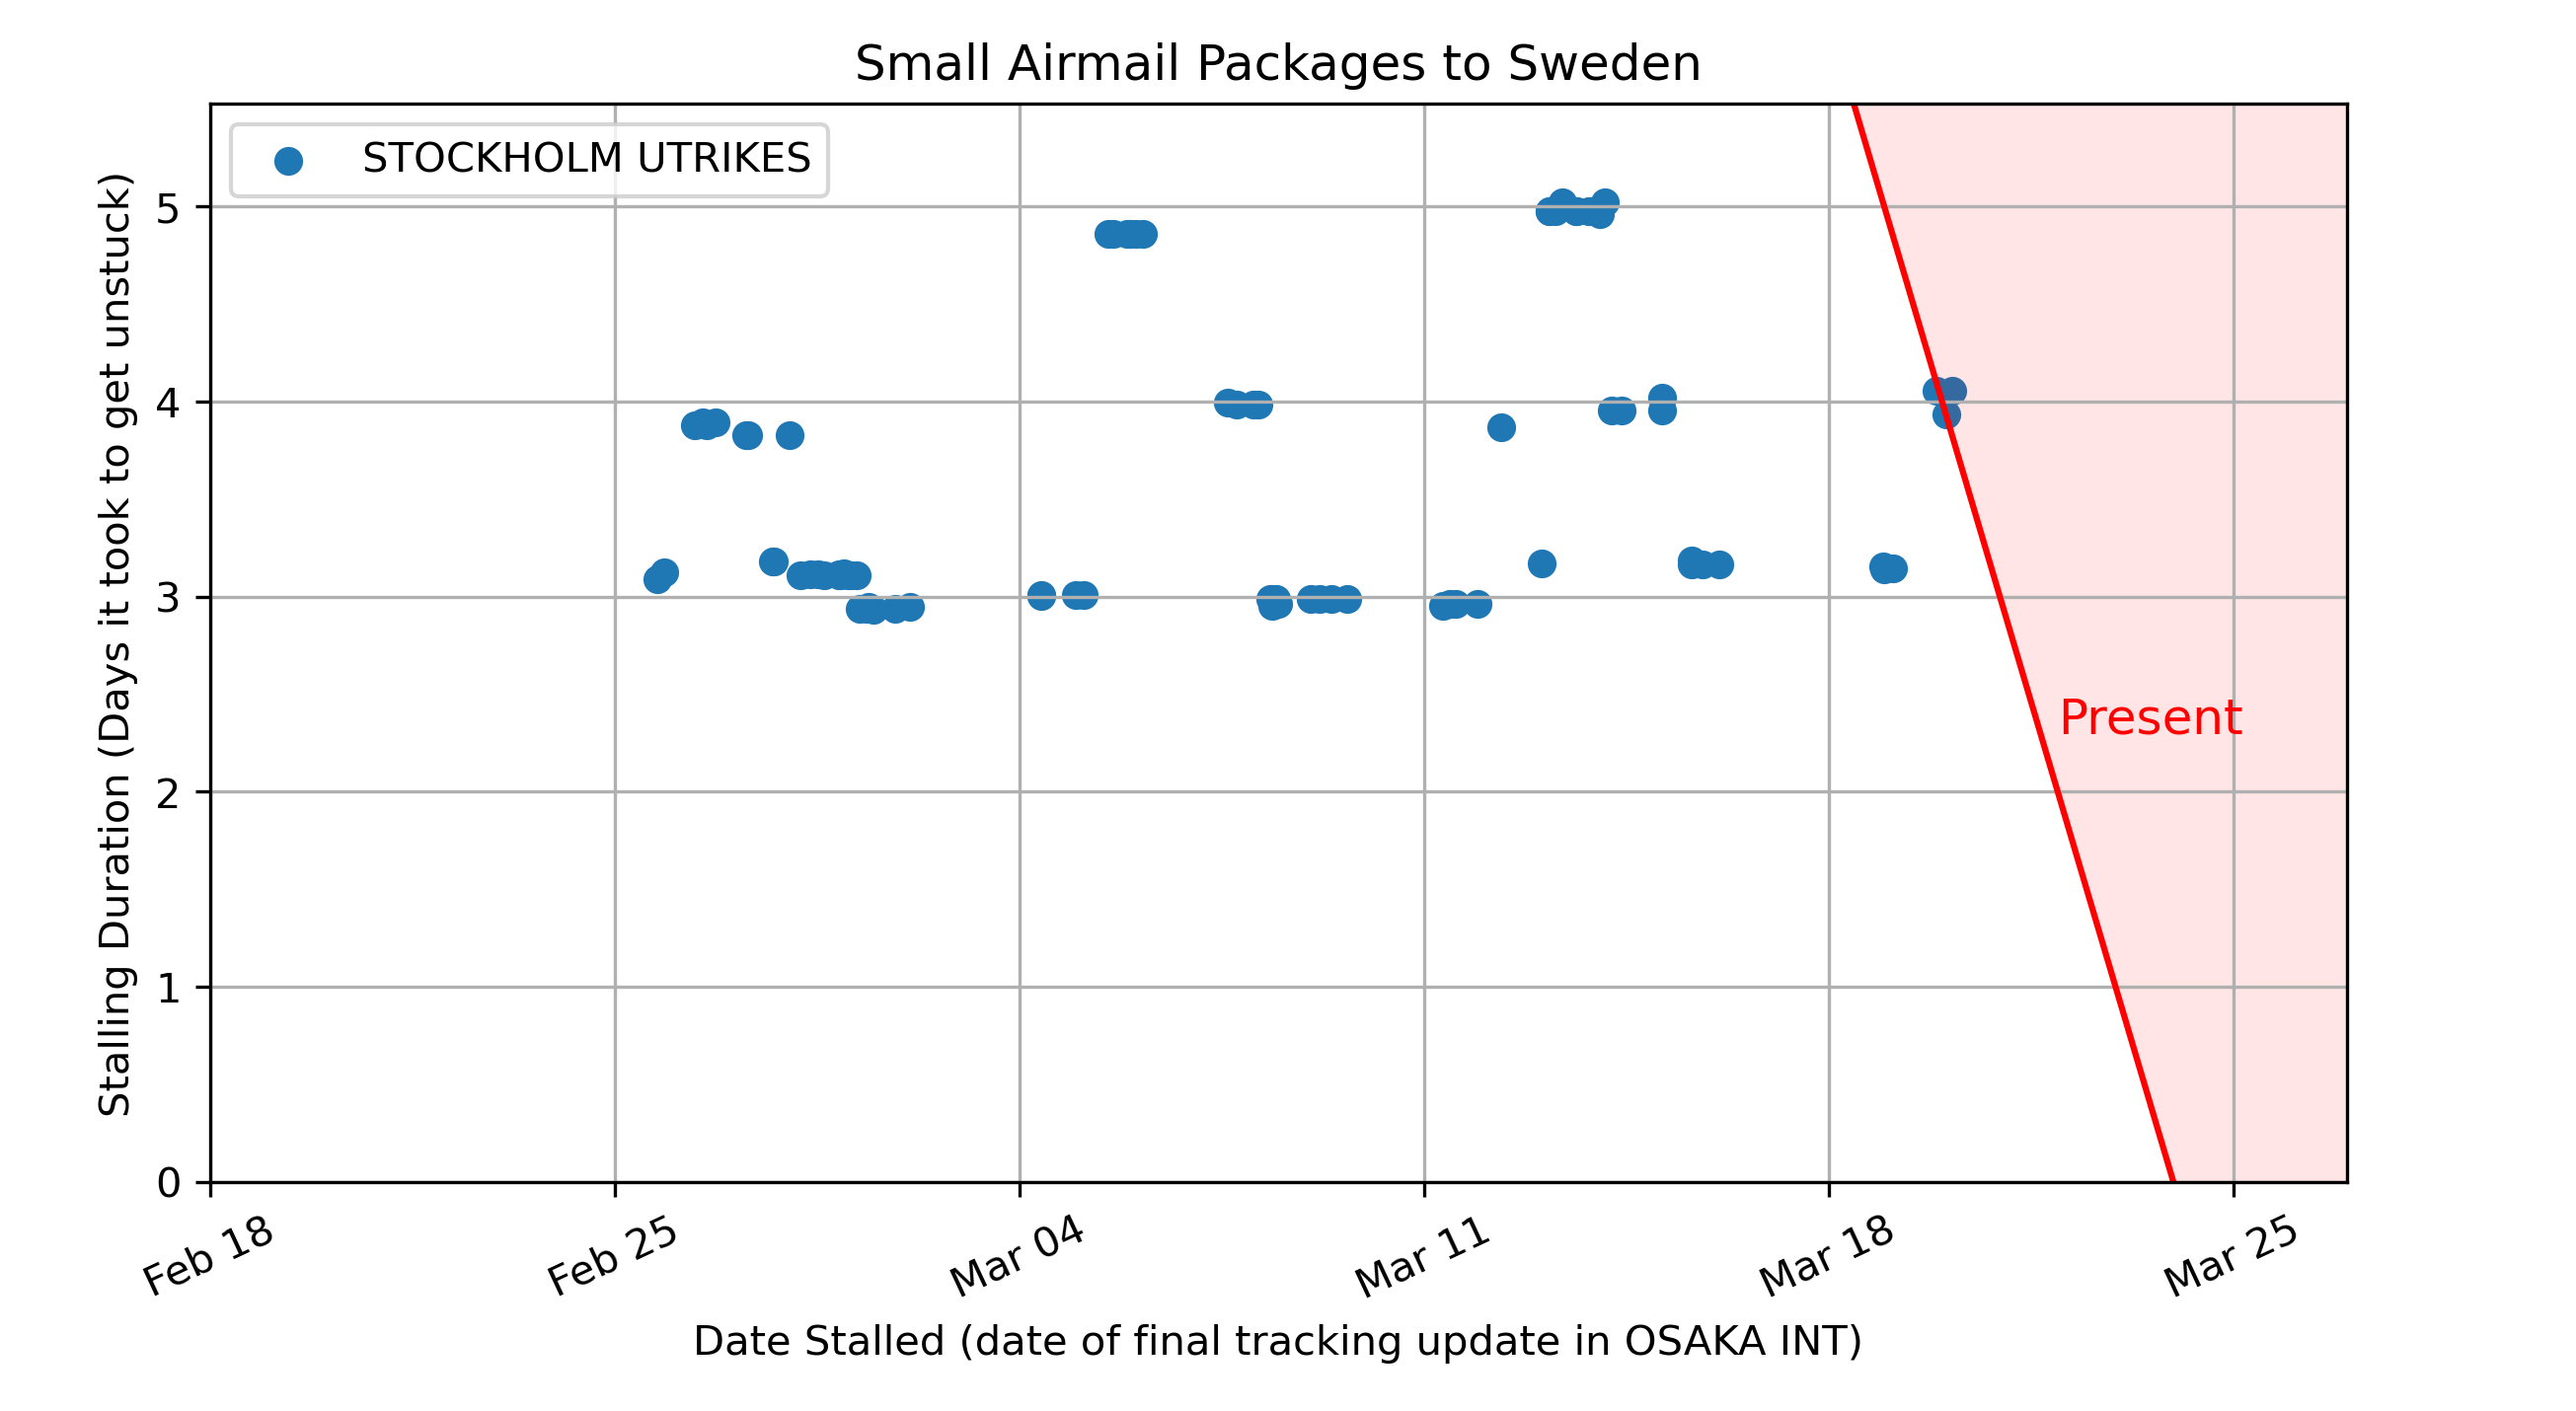 Small Airmail Packages to Sweden
STOCKHOLM UTRIKES
Stalling Duration (Days it took to get unstuck)
5
4
3
2
1
0
Present
Feb 18
Feb 25
Mar 04
Mar 11
Mar 18
Mar 25
Date Stalled (date of final tracking update in OSAKA INT)